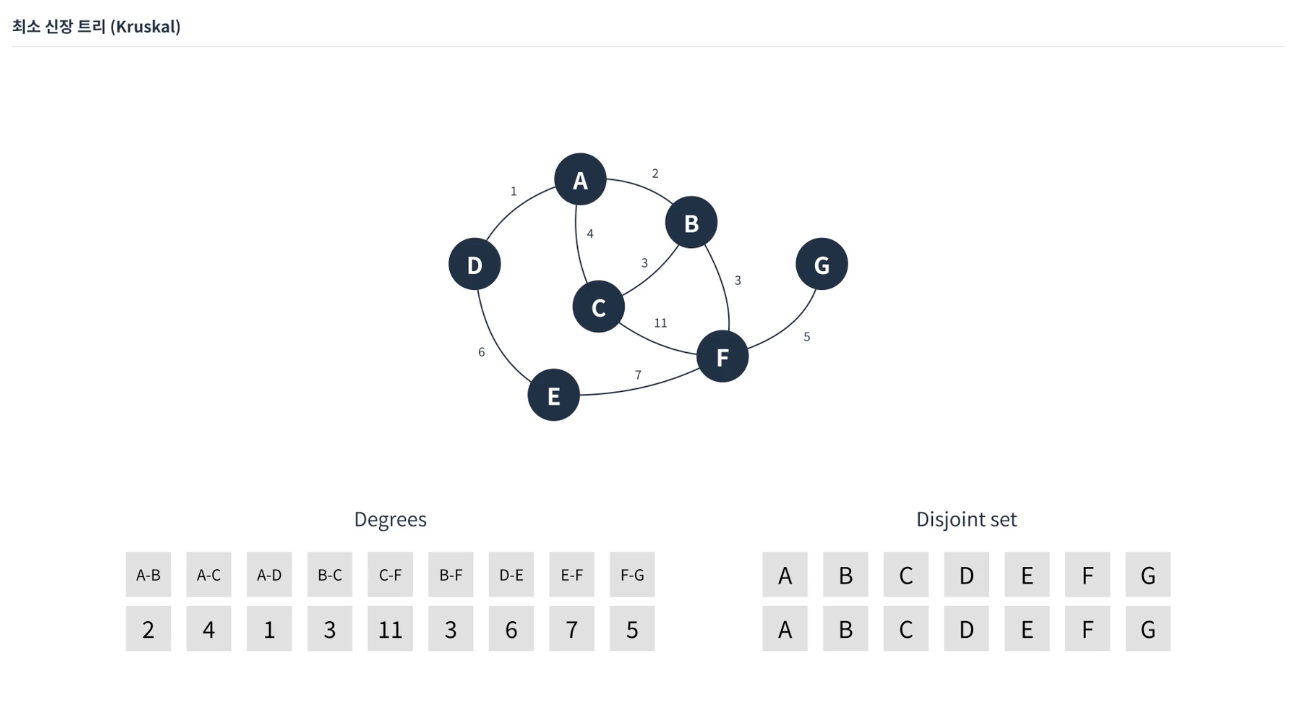 최소 신장 트리 (Kruskal)
A
2
1
B
4
D
G
3
3
C
11
5
6
F
7
E
Degrees
A-B A-C A-D B-C C-F B-F D-E E-F F-G
2 4 1 3 11 3 6 7 5
Disjoint set
A B C D E F G
A B C D E F G